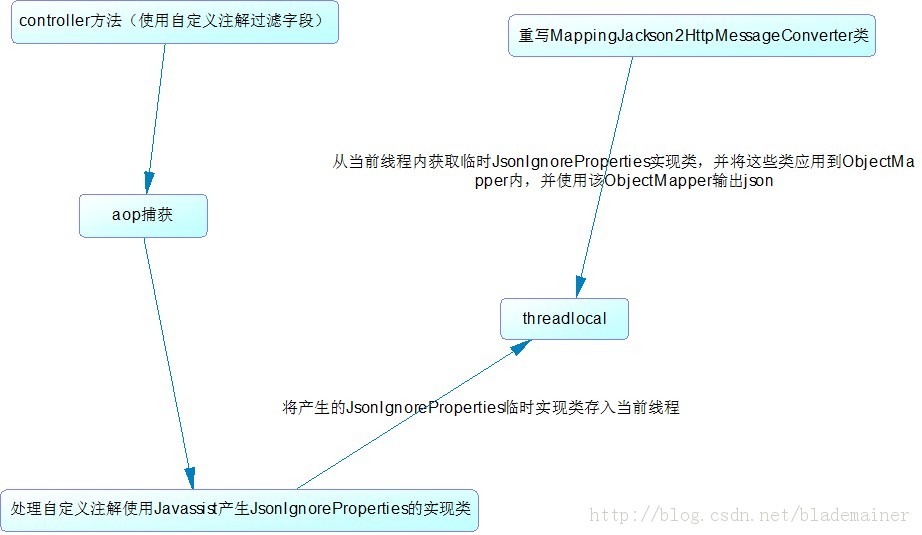 controller方法（使用自定义注解过滤字段）
重写MappingJackson2HttpMessageConverter类
从当前线程内获取临时JsonIgnoreProperties实现类，并将这些类应用到ObjectMa
pper内，并使用该ObjectMapper输出json
aop捕获
threadlocal
将产生的JsonIgnoreProperties临时实现类存入当前线程
处理自定义注解使用Javassist产生JsonIgnoreProperties的实现类
http://blog.csdn.net/blademainer